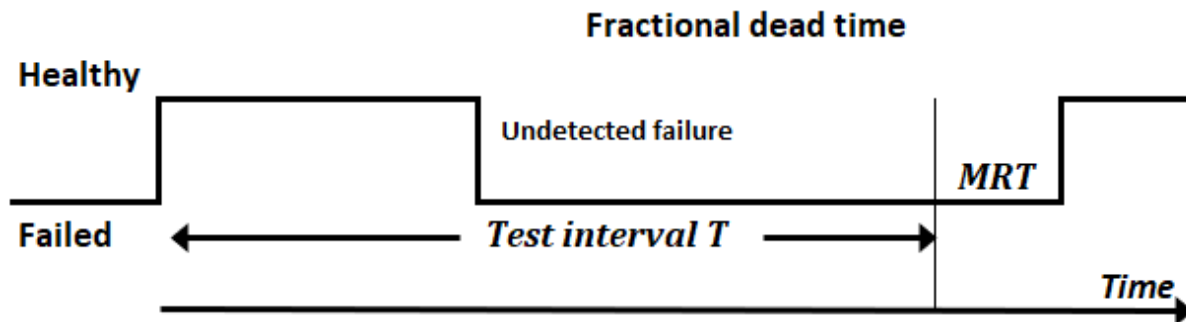 Fractional dead time
Healthy
Undetected failure
MRT
Failed
Test interval T
Time